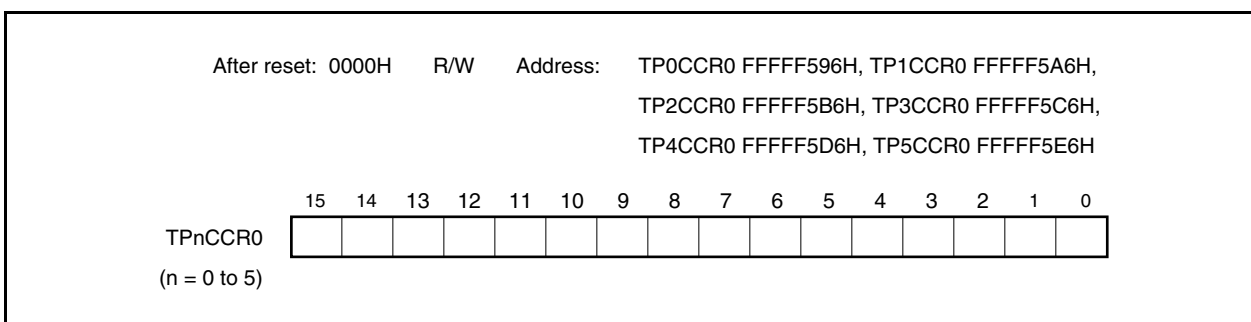 After reset: 0000H R/W Address: TP0CCR0 FFFFF596H, TP1CCR0 FFFFF5A6H,
TP2CCR0 FFFFF5B6H, TP3CCR0 FFFFF5C6H,
TP4CCR0 FFFFF5D6H, TP5CCR0 FFFFF5E6H
15 14 13 12 11 10 9 8 7 6 5 4 3 2 1 0
TPnCCR0
(n = 0 to 5)